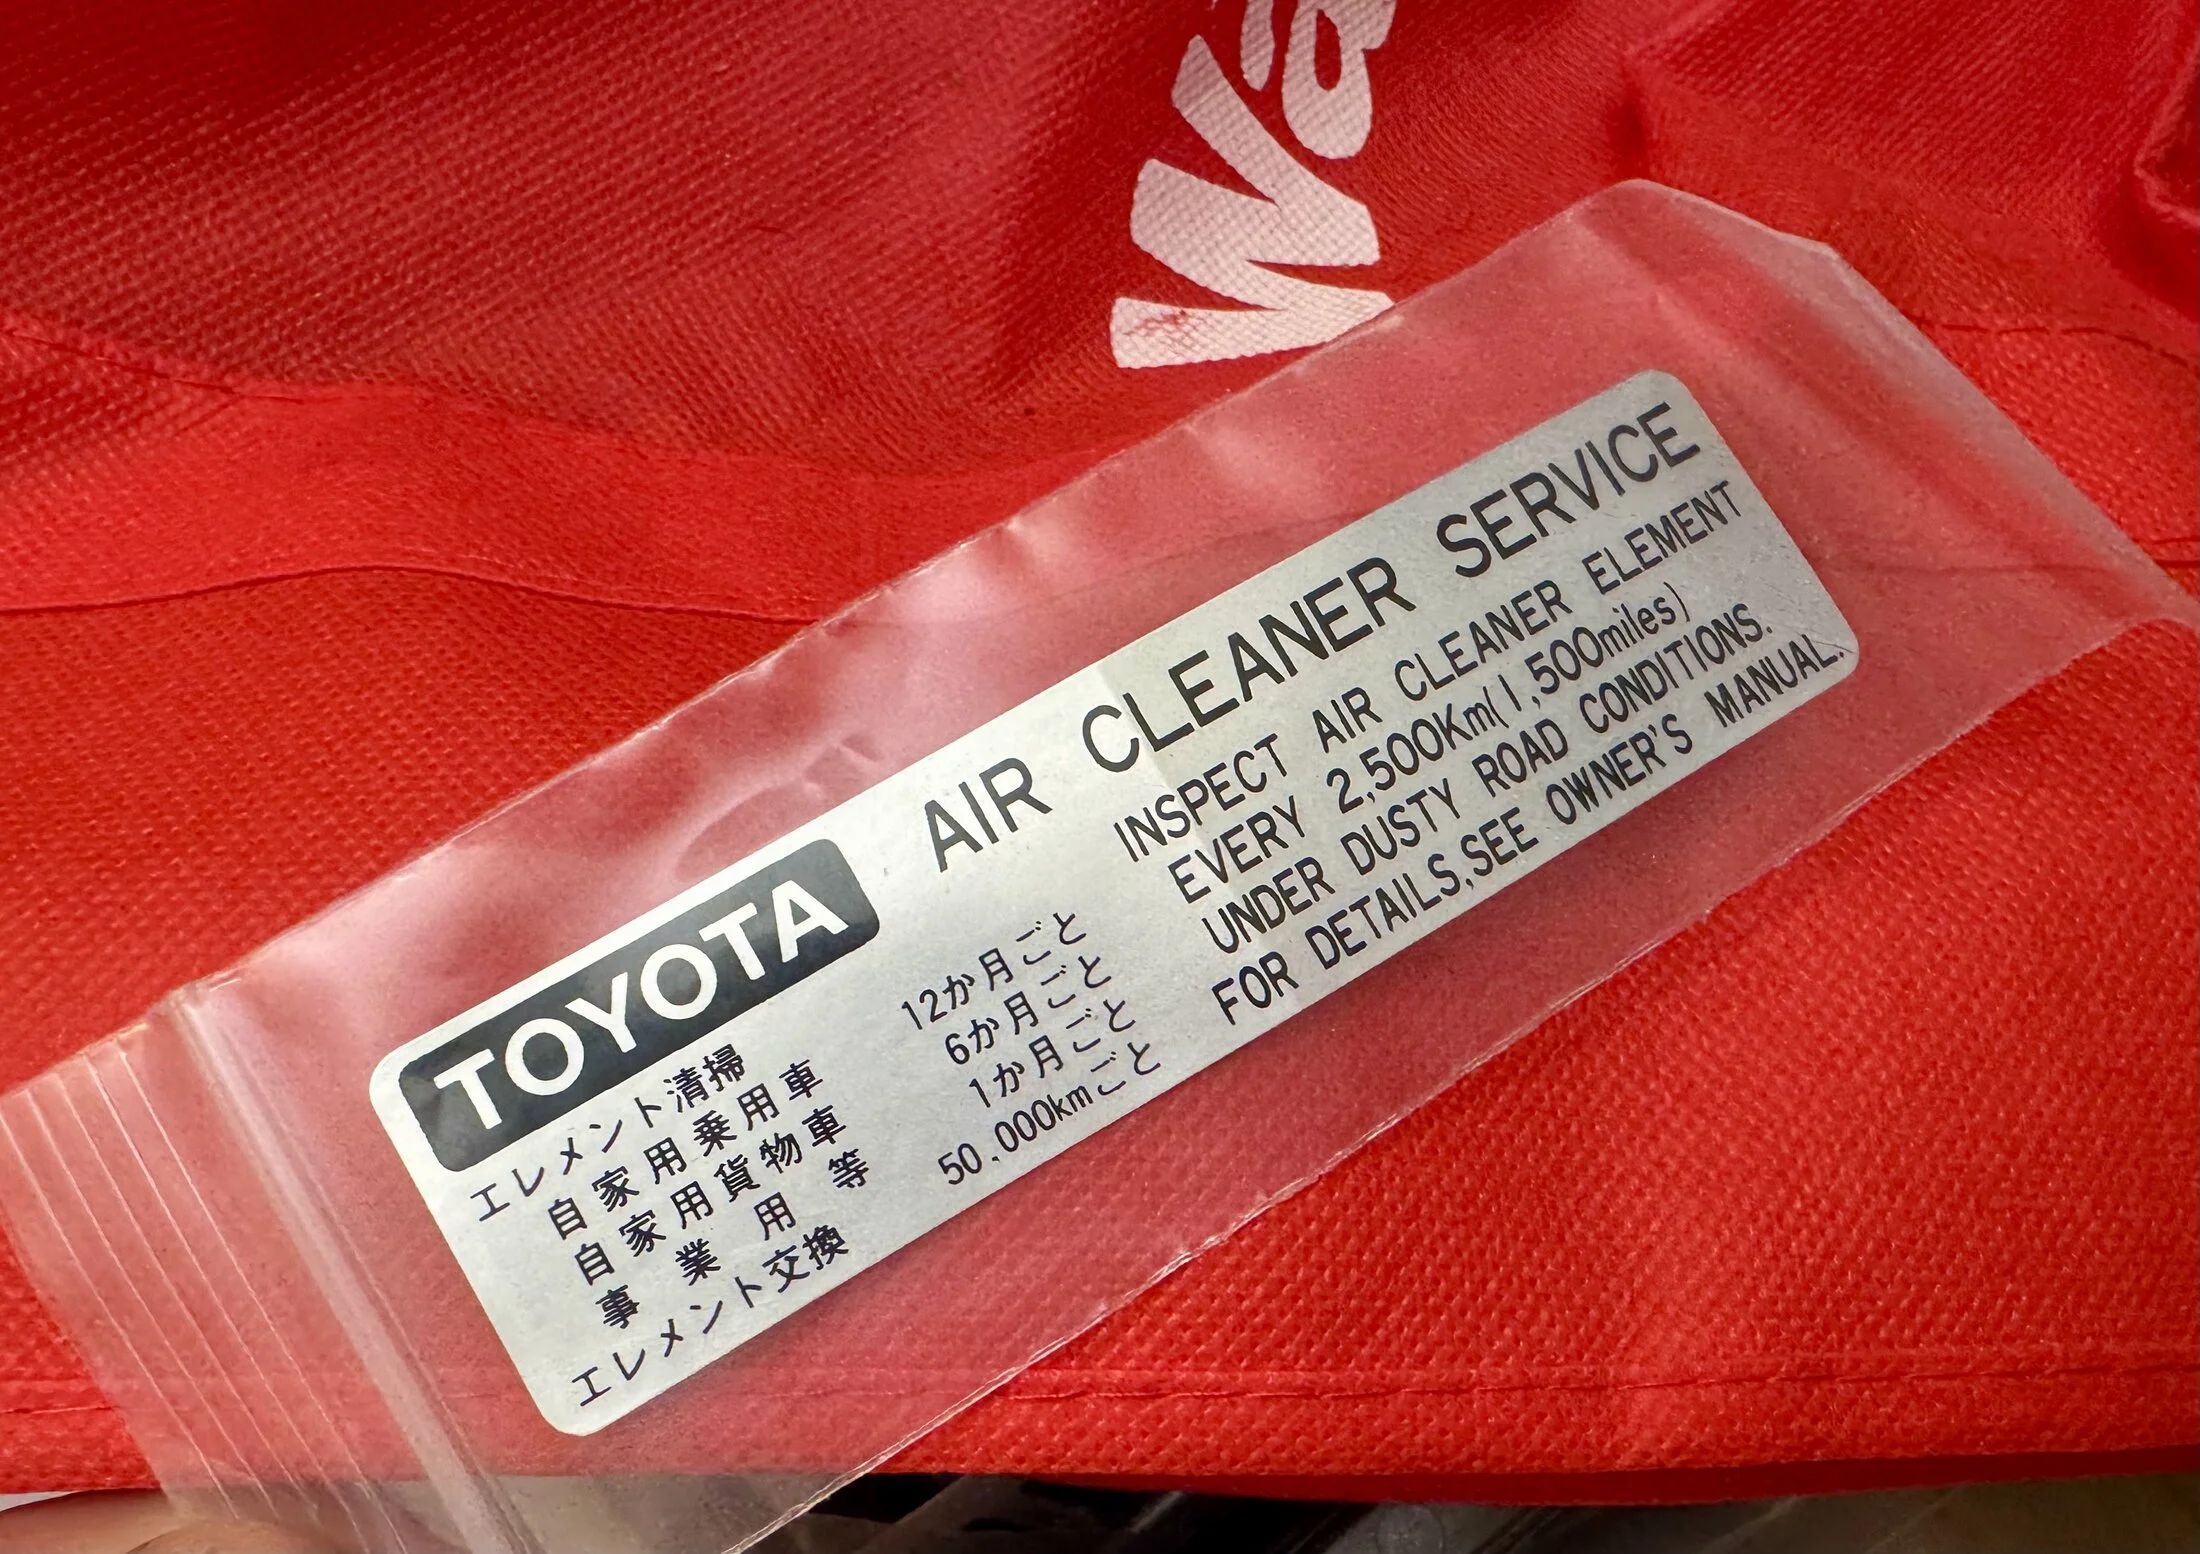 Wa
TOYOTA AIR CLEANER SERVICE
エレメント清掃
自家用乗用車 12か月ごと
自家用貨物車 6か月ごと
事業用等 1か月ごと
エレメント交換 50.000kmごと
INSPECT AIR CLEANER ELEMENT
EVERY 2,500Km(1,500miles)
UNDER DUSTY ROAD CONDITIONS.
FOR DETAILS,SEE OWNER'S MANUAL.